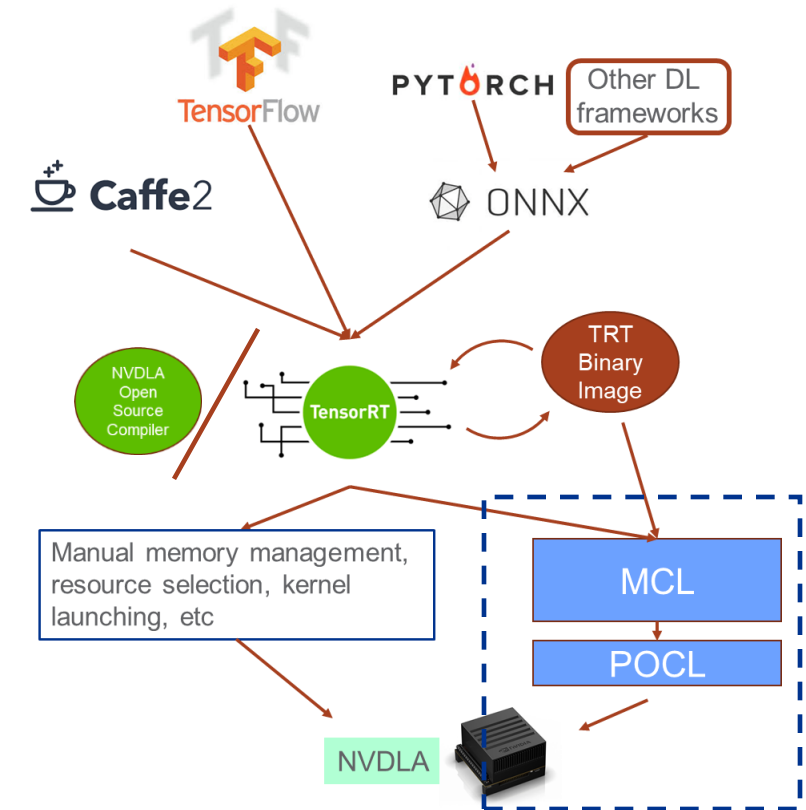 TensorFlow
PYTORCH
Other DL
frameworks
Caffe2
ONNX
TRT
Binary
Image
NVDLA
Open
Source
Compiler
TensorRT
Manual memory management,
resource selection, kernel
launching, etc
MCL
POCL
NVDLA